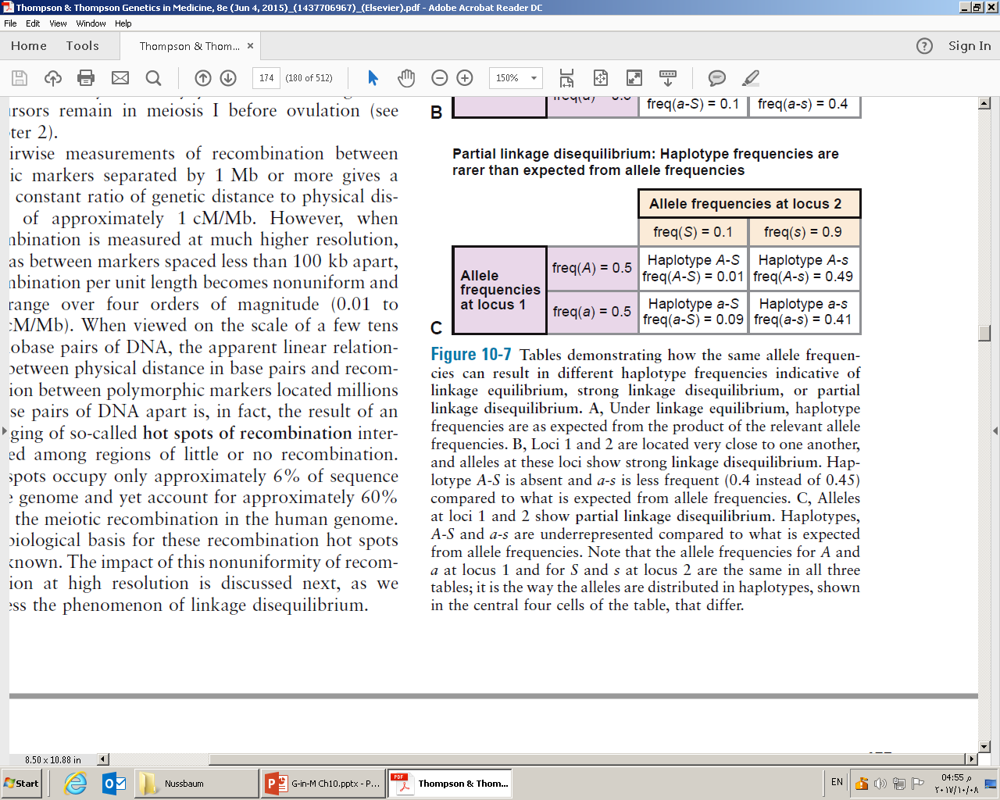 Thompson & Thompson Genetics in Medicine, 8e (Jun 4, 2015)_(1437706967)_(Elsevier).pdf - Adobe Acrobat Reader DC
File Edit View Window Help
Home Tools Thompson & Thom... × ? Sign In
174 (180 of 512) 150%
ursors remain in meiosis I before ovulation (see
ter 2).
irwise measurements of recombination between
ic markers separated by 1 Mb or more gives a
constant ratio of genetic distance to physical dis-
of approximately 1 cM/Mb. However, when
mbination is measured at much higher resolution,
as between markers spaced less than 100 kb apart,
mbination per unit length becomes nonuniform and
range over four orders of magnitude (0.01 to
cM/Mb). When viewed on the scale of a few tens
lobase pairs of DNA, the apparent linear relation-
between physical distance in base pairs and recom-
ion between polymorphic markers located millions
se pairs of DNA apart is, in fact, the result of an
ging of so-called hot spots of recombination inter-
ed among regions of little or no recombination.
spots occupy only approximately 6% of sequence
e genome and yet account for approximately 60%
the meiotic recombination in the human genome.
biological basis for these recombination hot spots
known. The impact of this nonuniformity of recom-
ion at high resolution is discussed next, as we
ess the phenomenon of linkage disequilibrium.
B freq(a-S) = 0.1 freq(a-s) = 0.4
Partial linkage disequilibrium: Haplotype frequencies are
rarer than expected from allele frequencies
Allele frequencies at locus 2
freq(S) = 0.1 freq(s) = 0.9
Allele
frequencies
at locus 1
freq(A) = 0.5
Haplotype A-S
freq(A-S) = 0.01
Haplotype A-s
freq(A-s) = 0.49
freq(a) = 0.5
Haplotype a-S
freq(a-S) = 0.09
Haplotype a-s
freq(a-s) = 0.41
C
Figure 10-7 Tables demonstrating how the same allele frequen-
cies can result in different haplotype frequencies indicative of
linkage equilibrium, strong linkage disequilibrium, or partial
linkage disequilibrium. A, Under linkage equilibrium, haplotype
frequencies are as expected from the product of the relevant allele
frequencies. B, Loci 1 and 2 are located very close to one another,
and alleles at these loci show strong linkage disequilibrium. Hap-
lotype A-S is absent and a-s is less frequent (0.4 instead of 0.45)
compared to what is expected from allele frequencies. C, Alleles
at loci 1 and 2 show partial linkage disequilibrium. Haplotypes,
A-S and a-s are underrepresented compared to what is expected
from allele frequencies. Note that the allele frequencies for A and
a at locus 1 and for S and s at locus 2 are the same in all three
tables; it is the way the alleles are distributed in haplotypes, shown
in the central four cells of the table, that differ.
8.50 x 10.88 in
Start Nussbaum G-in-M Ch10.pptx - P... PDF Thompson & Thom... EN 04:55 م
٢٠١٧/١٠/٠٨